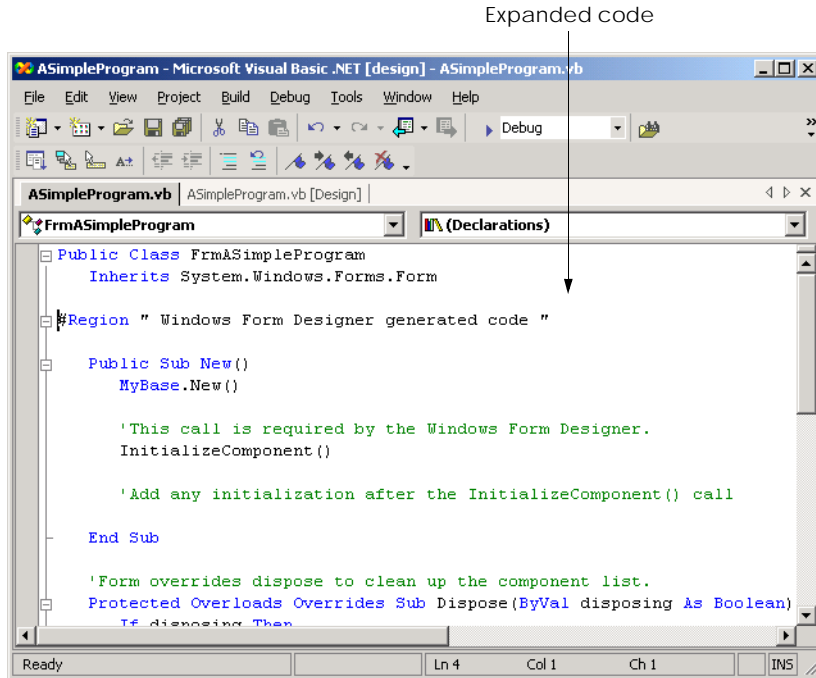 Expanded code
ASimpleProgram - Microsoft Visual Basic .NET [design] - ASimpleProgram.vb
File Edit View Project Build Debug Tools Window Help
Debug
ASimpleProgram.vb ASimpleProgram.vb [Design]
FrmASimpleProgram (Declarations)
Public Class FrmASimpleProgram
Inherits System.Windows.Forms.Form
#Region " Windows Form Designer generated code "
Public Sub New()
MyBase.New()
'This call is required by the Windows Form Designer.
InitializeComponent()
'Add any initialization after the InitializeComponent() call
End Sub
'Form overrides dispose to clean up the component list.
Protected Overloads Overrides Sub Dispose(ByVal disposing As Boolean)
If disposing Then
Ready Ln 4 Col 1 Ch 1 INS